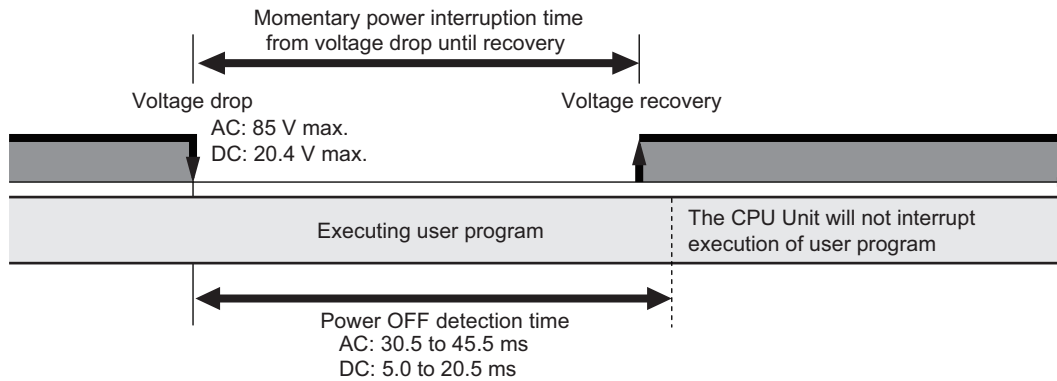 Momentary power interruption time
from voltage drop until recovery
Voltage drop
Voltage recovery
AC: 85 V max.
DC: 20.4 V max.
Executing user program
The CPU Unit will not interrupt
execution of user program
Power OFF detection time
AC: 30.5 to 45.5 ms
DC: 5.0 to 20.5 ms